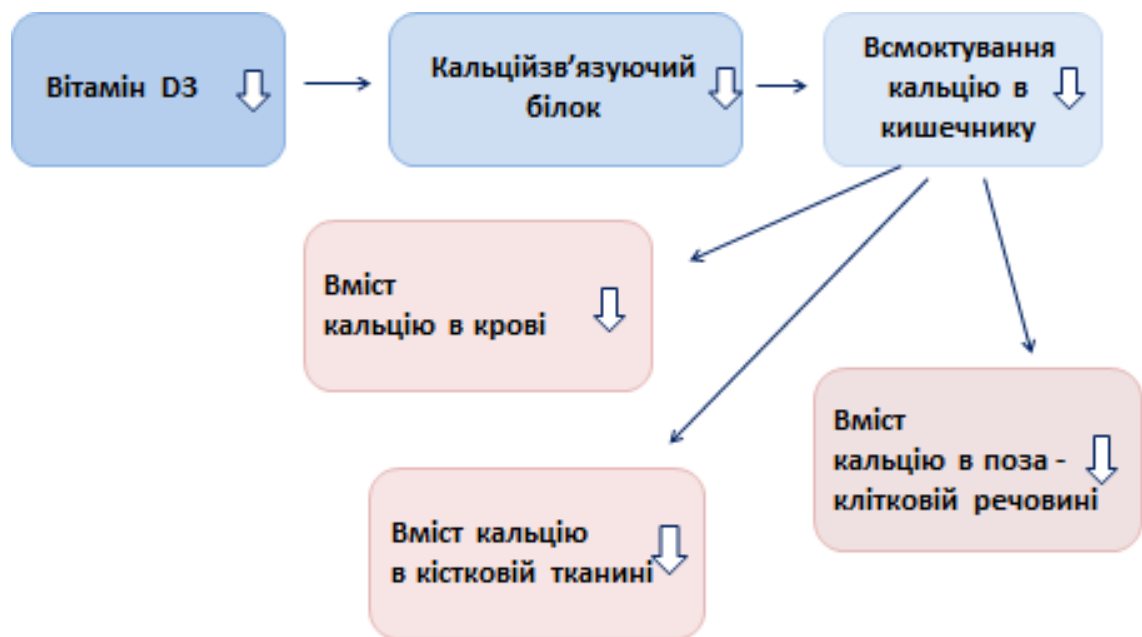 Вітамін D3
Кальційзв'язуючий
білок
Всмоктування
кальцію в
кишечнику
Вміст
кальцію в крові
Вміст
кальцію в поза -
клітковій речовині
Вміст кальцію
в кістковій тканині